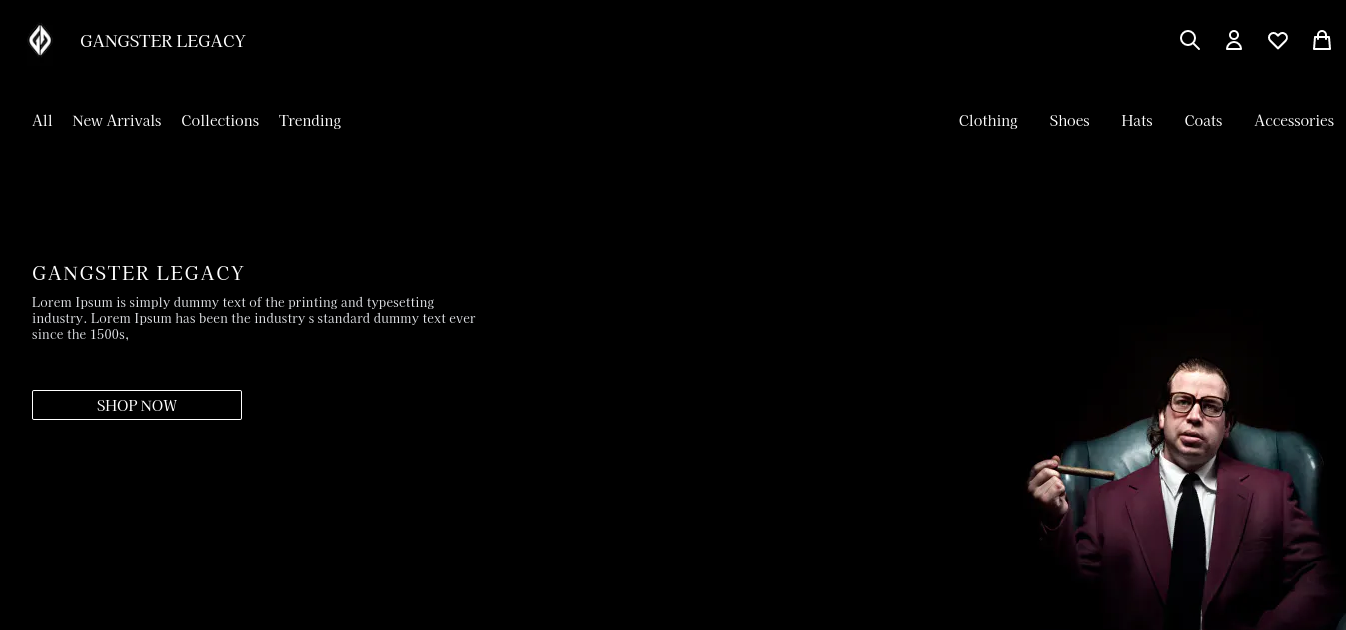 GANGSTER LEGACY
All New Arrivals Collections Trending Clothing Shoes Hats Coats Accessories
GANGSTER LEGACY
Lorem Ipsum is simply dummy text of the printing and typesetting
industry. Lorem Ipsum has been the industry s standard dummy text ever
since the 1500s,
SHOP NOW